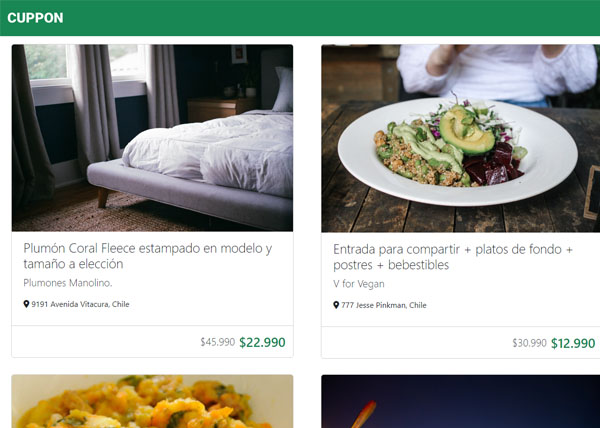 CUPPON
Plumón Coral Fleece estampado en modelo y
tamaño a elección
Plumones Manolino.
9191 Avenida Vitacura, Chile
$45.990 $22.990
Entrada para compartir + platos de fondo +
postres + bebestibles
V for Vegan
777 Jesse Pinkman, Chile
$30.990 $12.990